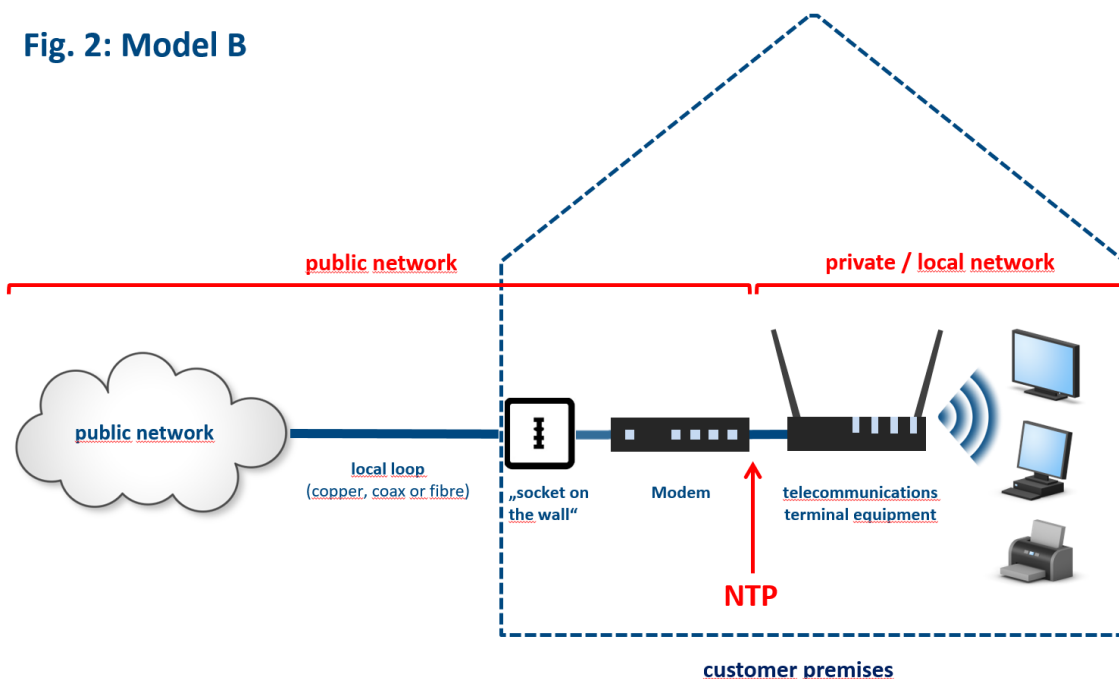 Fig. 2: Model B
public network
private / local network
public network
local loop
(copper, coax or fibre)
„socket on
the wall“
Modem
telecommunications
terminal equipment
NTP
customer premises